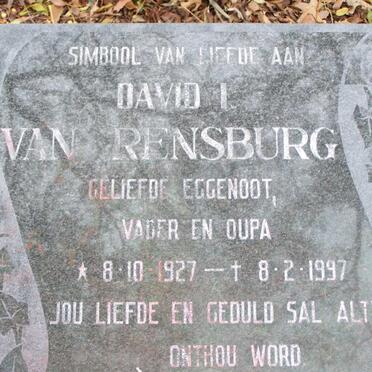 SIMBOOL VAN LIEFDE AAN
DAVID I.
VAN RENSBURG
GELIEFDE EGGENOOT,
VADER EN OUPA
★ 8·10·1927 — ✝ 8·2·1997
JOU LIEFDE EN GEDULD SAL ALT
ONTHOU WORD